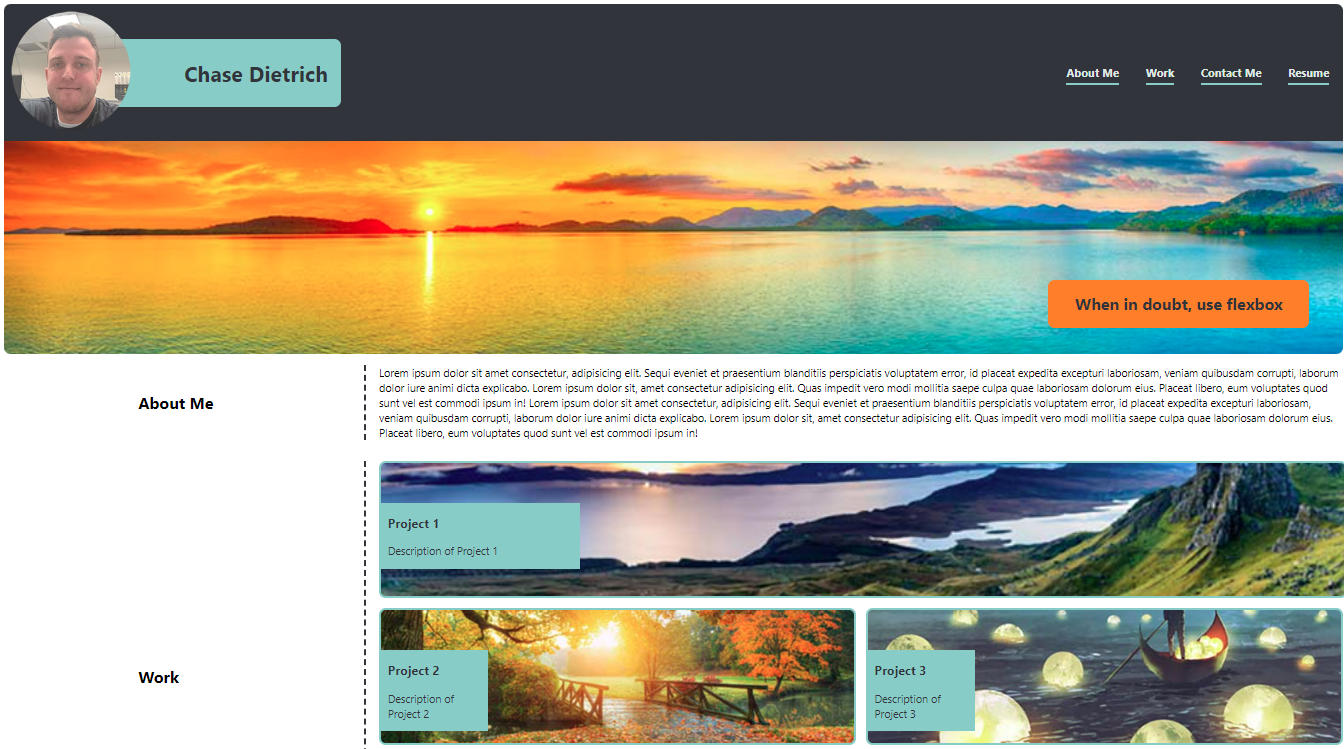 Chase Dietrich
About Me
Work
Contact Me
Resume
When in doubt, use flexbox
About Me
Lorem ipsum dolor sit amet consectetur, adipisicing elit. Sequi eveniet et praesentium blanditiis perspiciatis voluptatem error, id placeat expedita excepturi laboriosam, veniam quibusdam corrupti, laborum
dolor iure animi dicta explicabo. Lorem ipsum dolor sit, amet consectetur adipisicing elit. Quas impedit vero modi mollitia saepe culpa quae laboriosam dolorum eius. Placeat libero, eum voluptates quod
sunt vel est commodi ipsum in! Lorem ipsum dolor sit amet consectetur, adipisicing elit. Sequi eveniet et praesentium blanditiis perspiciatis voluptatem error, id placeat expedita excepturi laboriosam,
veniam quibusdam corrupti, laborum dolor iure animi dicta explicabo. Lorem ipsum dolor sit, amet consectetur adipisicing elit. Quas impedit vero modi mollitia saepe culpa quae laboriosam dolorum eius.
Placeat libero, eum voluptates quod sunt vel est commodi ipsum in!
Work
Project 1
Description of Project 1
Project 2
Description of
Project 2
Project 3
Description of
Project 3